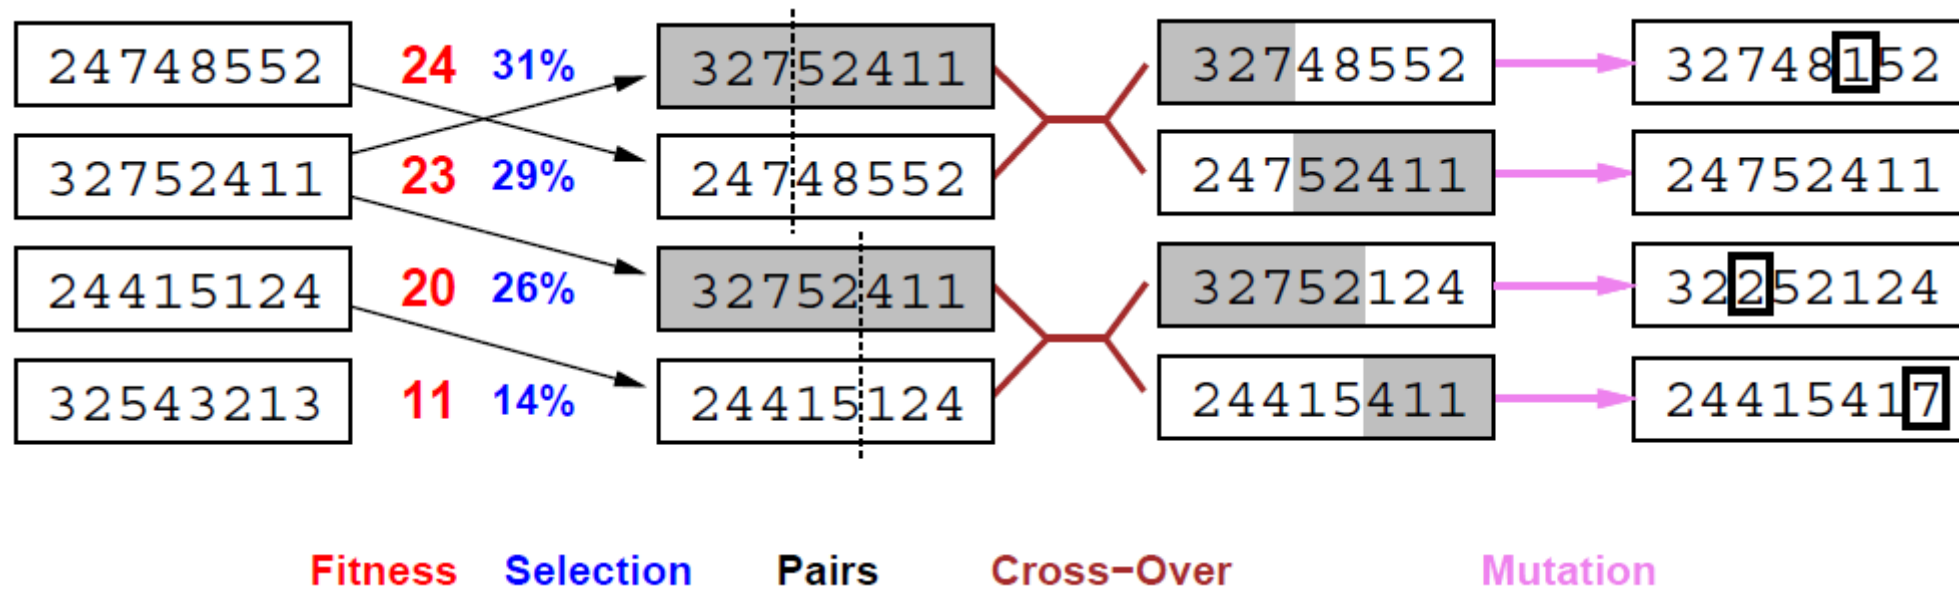 24748552 24 31% 32752411 32748552 32748152
32752411 23 29% 24748552 24752411 24752411
24415124 20 26% 32752411 32752124 32252124
32543213 11 14% 24415124 24415411 24415417
Fitness Selection Pairs Cross-Over Mutation